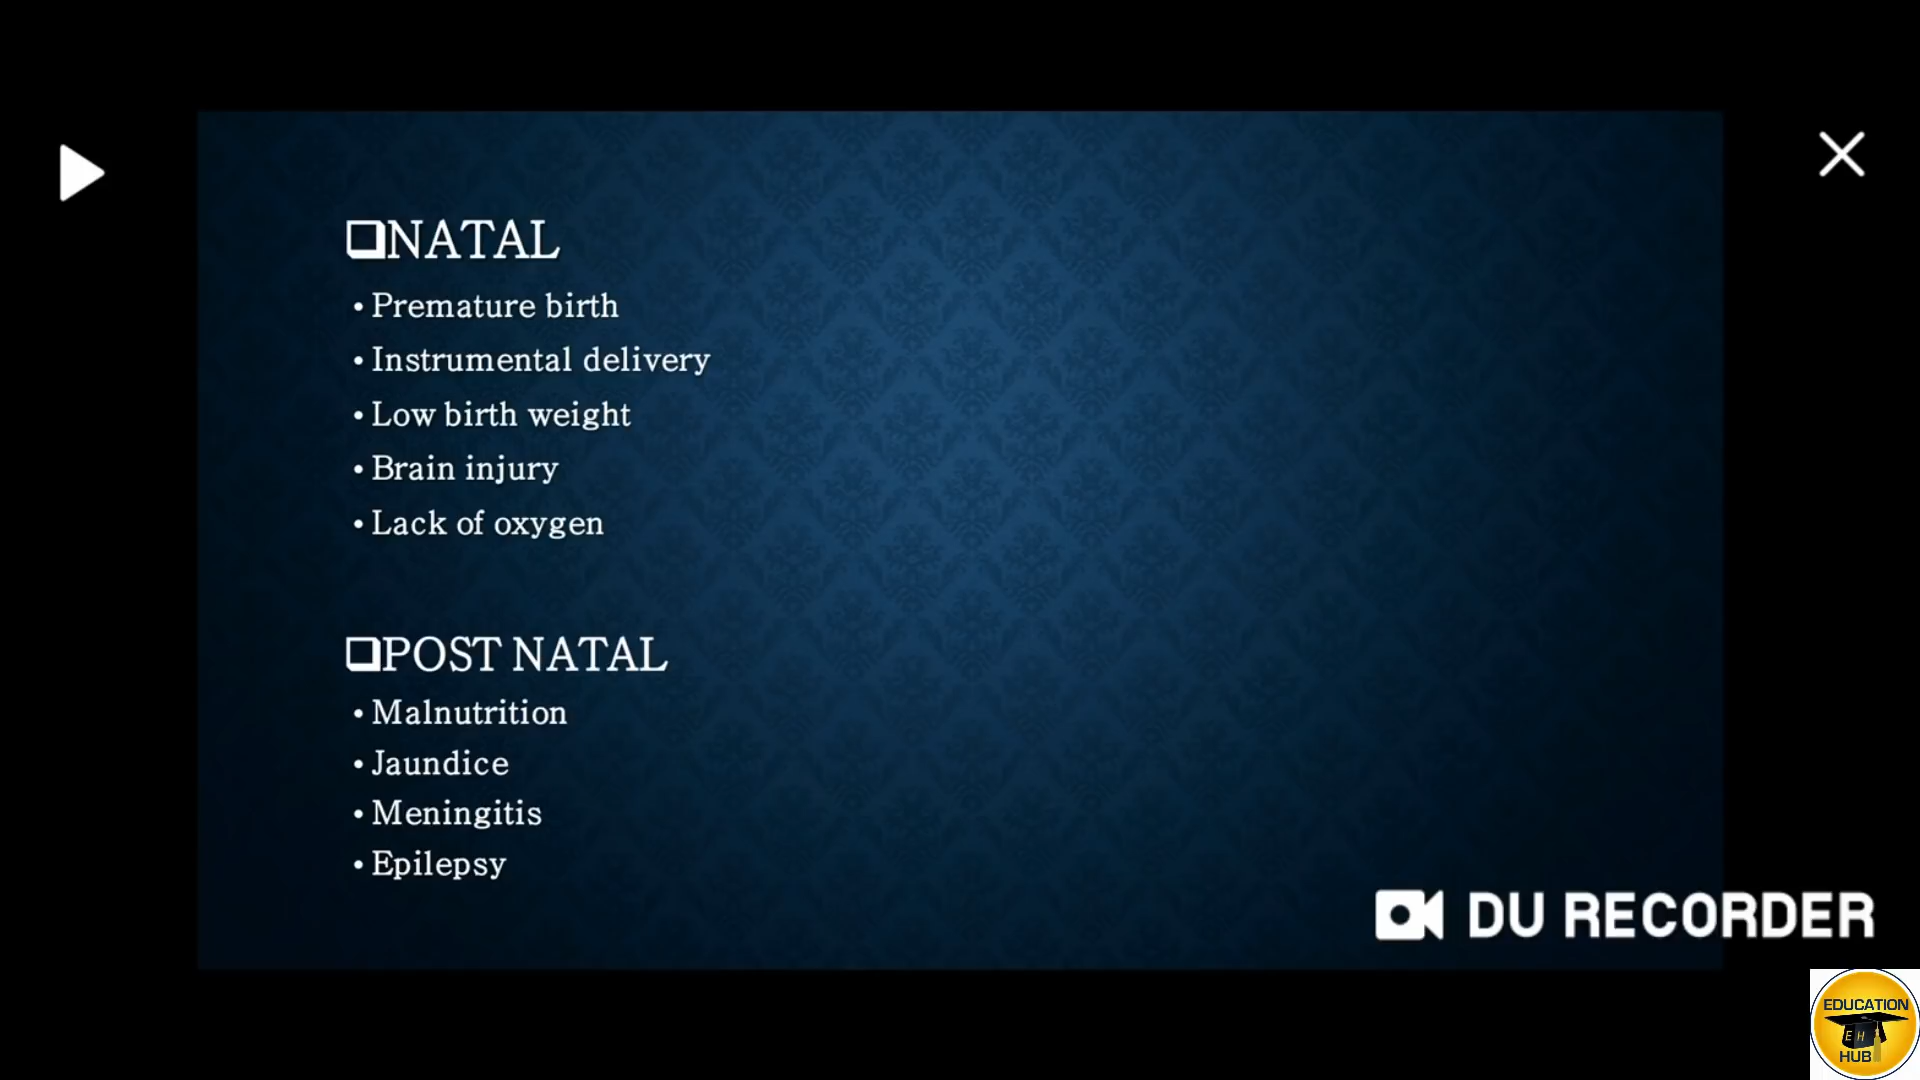 ❑NATAL
• Premature birth
• Instrumental delivery
• Low birth weight
• Brain injury
• Lack of oxygen
❑POST NATAL
• Malnutrition
• Jaundice
• Meningitis
• Epilepsy
DU RECORDER
EDUCATION
E H
HUB